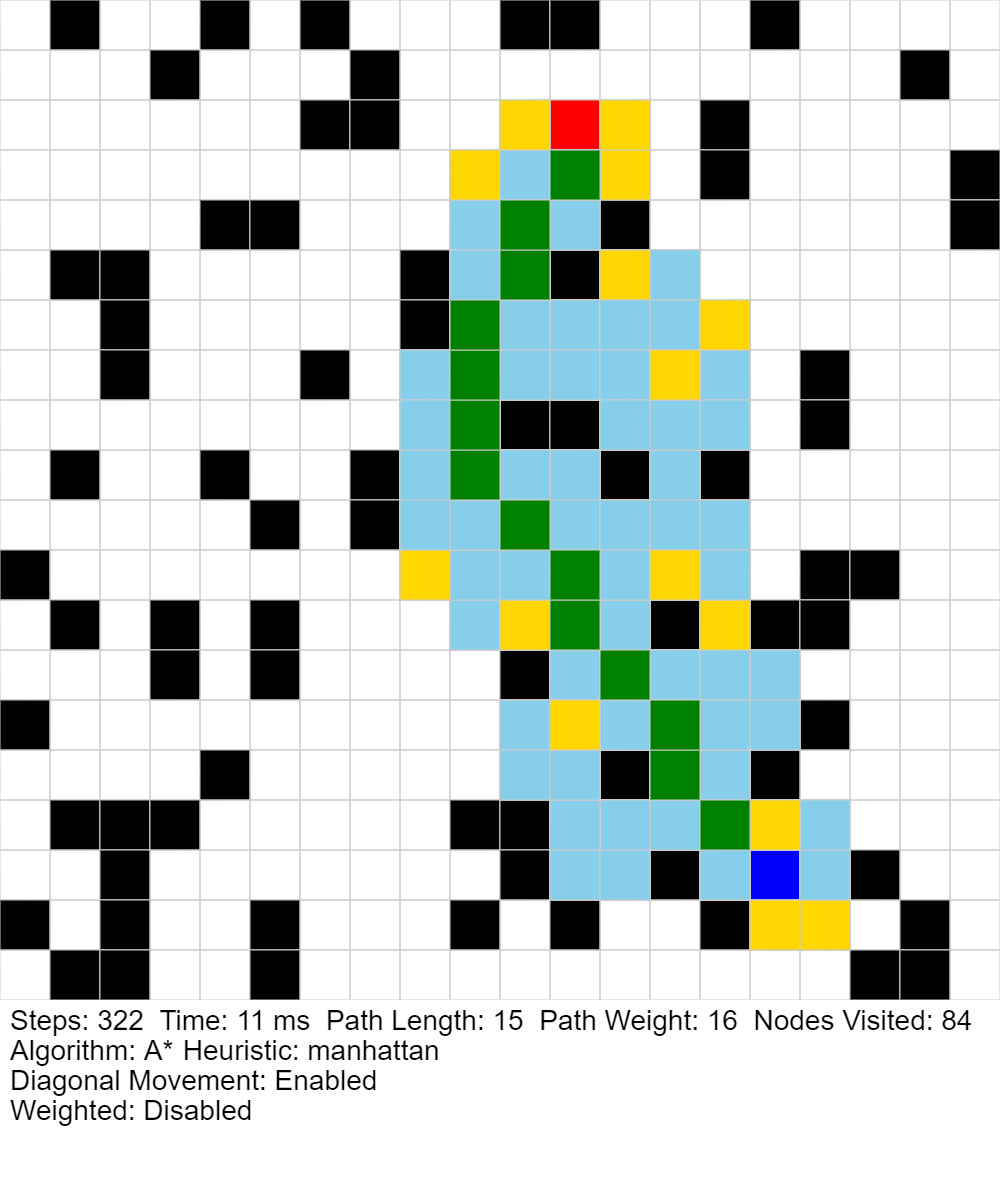 Steps: 322  Time: 11 ms  Path Length: 15  Path Weight: 16  Nodes Visited: 84
Algorithm: A* Heuristic: manhattan
Diagonal Movement: Enabled
Weighted: Disabled